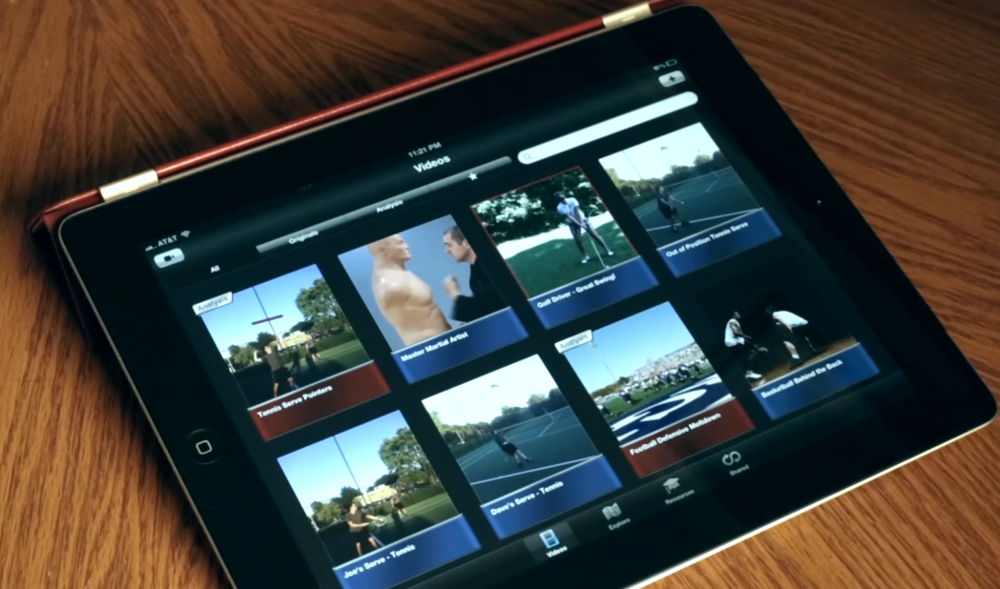 AT&T
11:21 PM
Videos
All
Originals
Analysis
Analysis
Tennis Serve Pointers
Master Martial Artist
Golf Driver - Great Swing!
Out of Position Tennis Serve
Joe's Serve - Tennis
Dave's Serve - Tennis
Analysis
Football Defensive Meltdown
Basketball Behind the Back
Videos
Explore
Resources
Shared